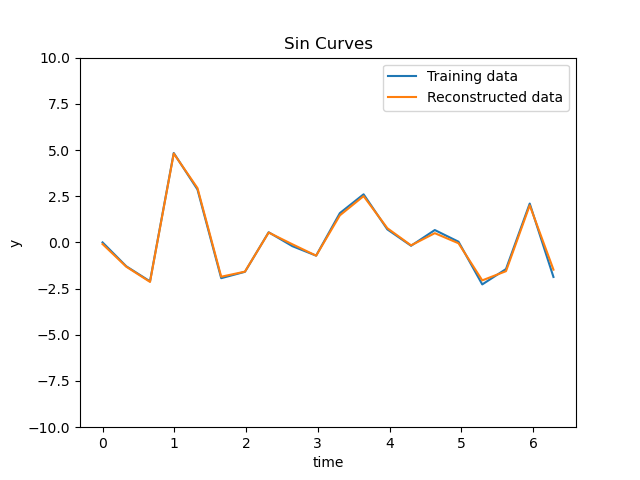 Sin Curves
Training data
Reconstructed data
10.0
7.5
5.0
2.5
0.0
−2.5
−5.0
−7.5
−10.0
y
0 1 2 3 4 5 6
time